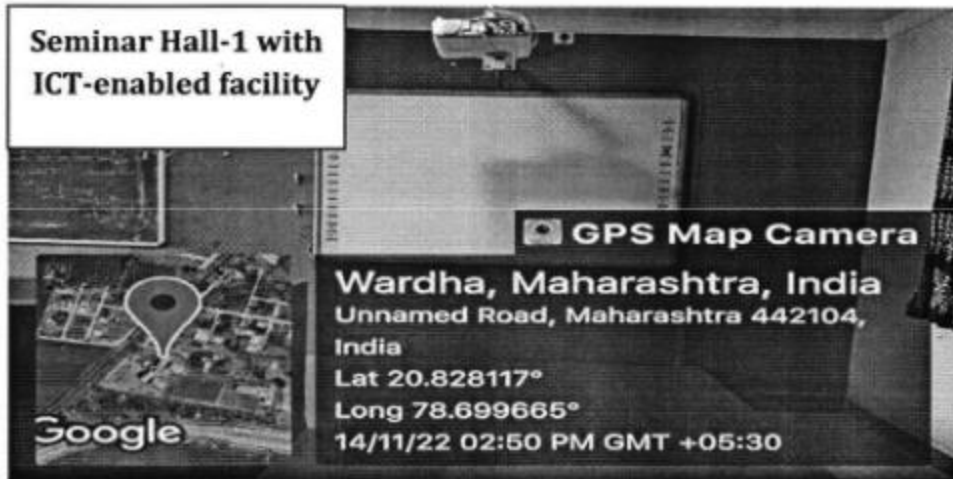 Seminar Hall-1 with
ICT-enabled facility
GPS Map Camera
Wardha, Maharashtra, India
Unnamed Road, Maharashtra 442104,
India
Lat 20.828117°
Long 78.699665°
14/11/22 02:50 PM GMT +05:30
Google